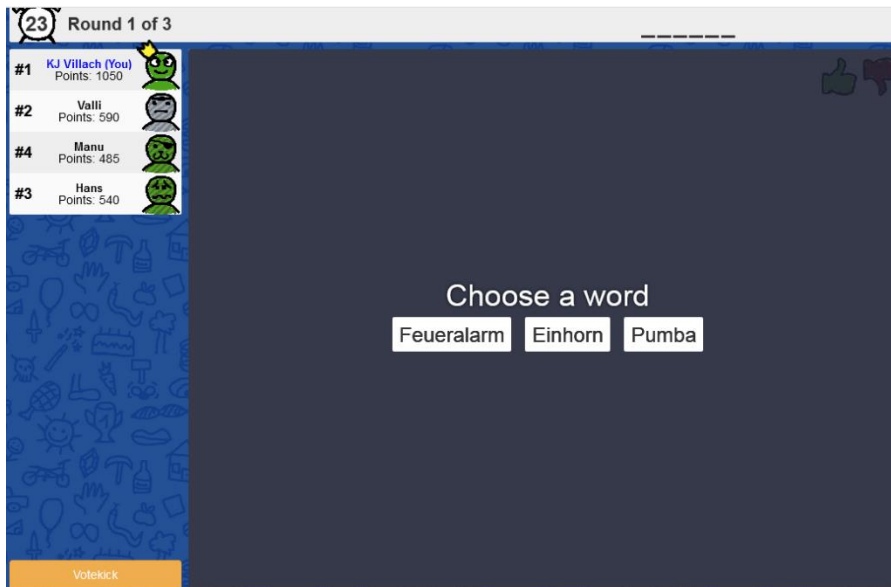 23
Round 1 of 3
______
#1
KJ Villach (You)
Points: 1050
#2
Valli
Points: 590
#4
Manu
Points: 485
#3
Hans
Points: 540
Choose a word
Feueralarm Einhorn Pumba
Votekick